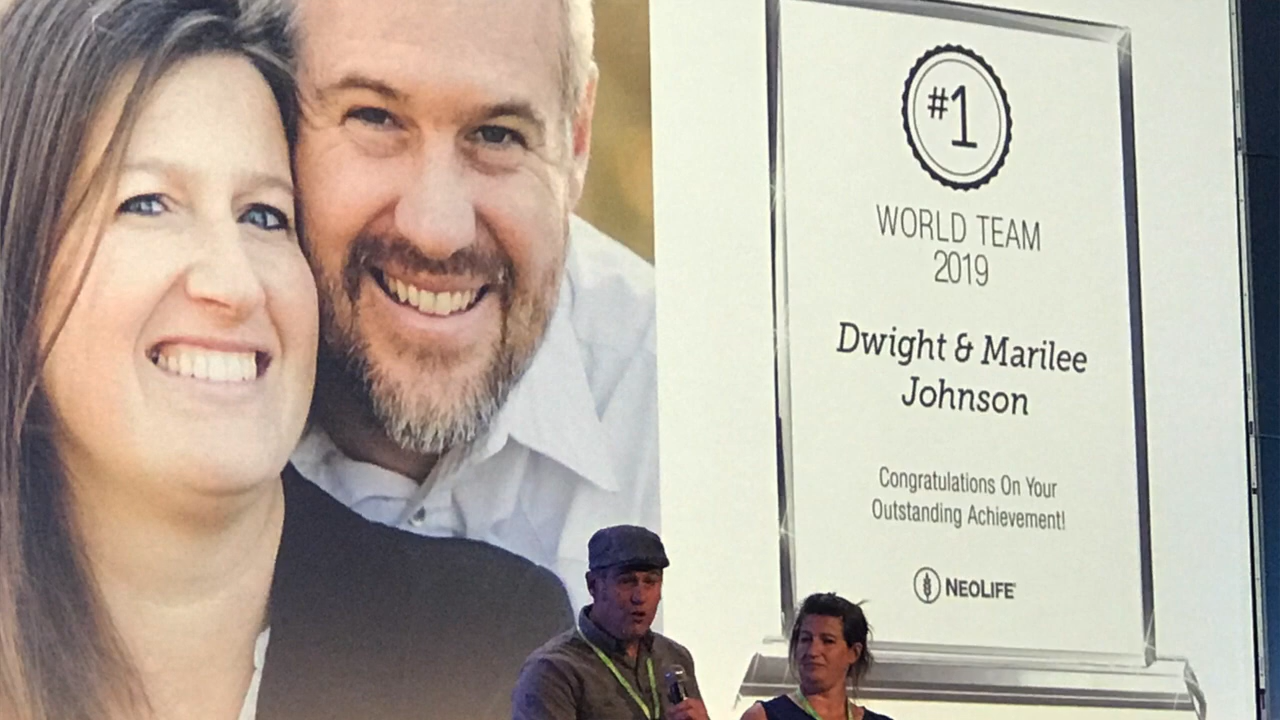 #1
WORLD TEAM
2019
Dwight & Marilee
Johnson
Congratulations On Your
Outstanding Achievement!
NEOLIFE